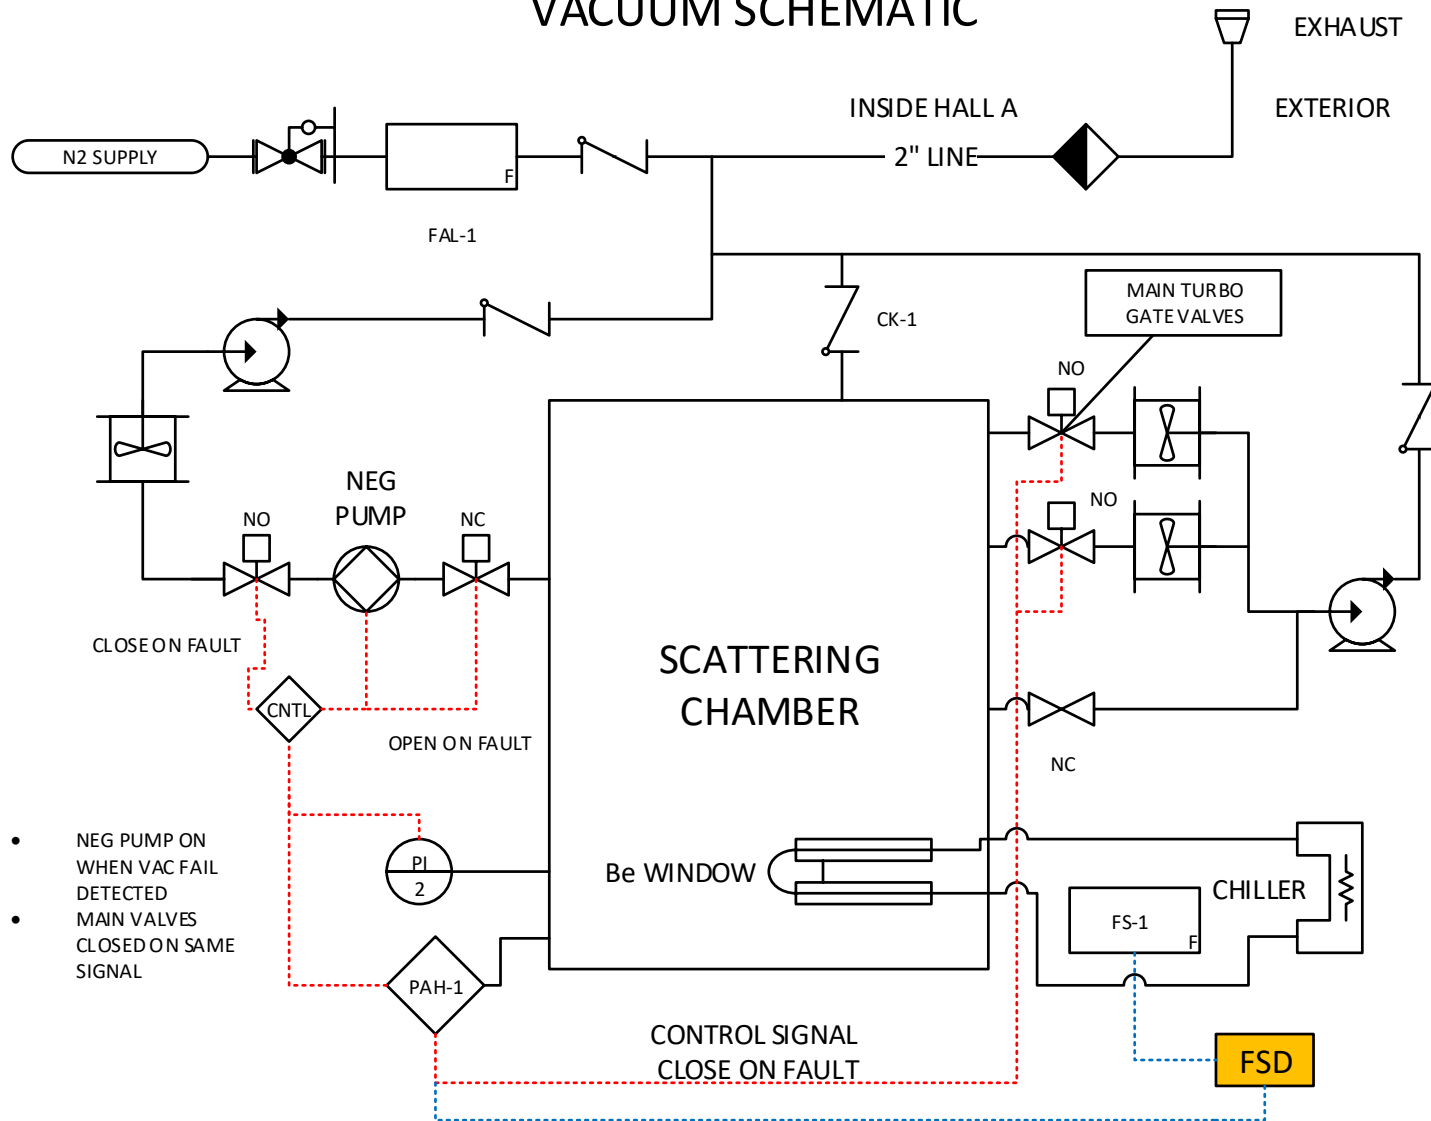 VACUUM SCHEMATIC
EXHAUST
INSIDE HALL A
EXTERIOR
N2 SUPPLY
2" LINE
F
FAL-1
MAIN TURBO
GATE VALVES
CK-1
NO
NEG
PUMP
NO
NC
NO
CLOSE ON FAULT
SCATTERING
CHAMBER
CNTL
OPEN ON FAULT
NC
• NEG PUMP ON
WHEN VAC FAIL
DETECTED
• MAIN VALVES
CLOSED ON SAME
SIGNAL
PI
2
Be WINDOW
CHILLER
FS-1
F
PAH-1
CONTROL SIGNAL
CLOSE ON FAULT
FSD